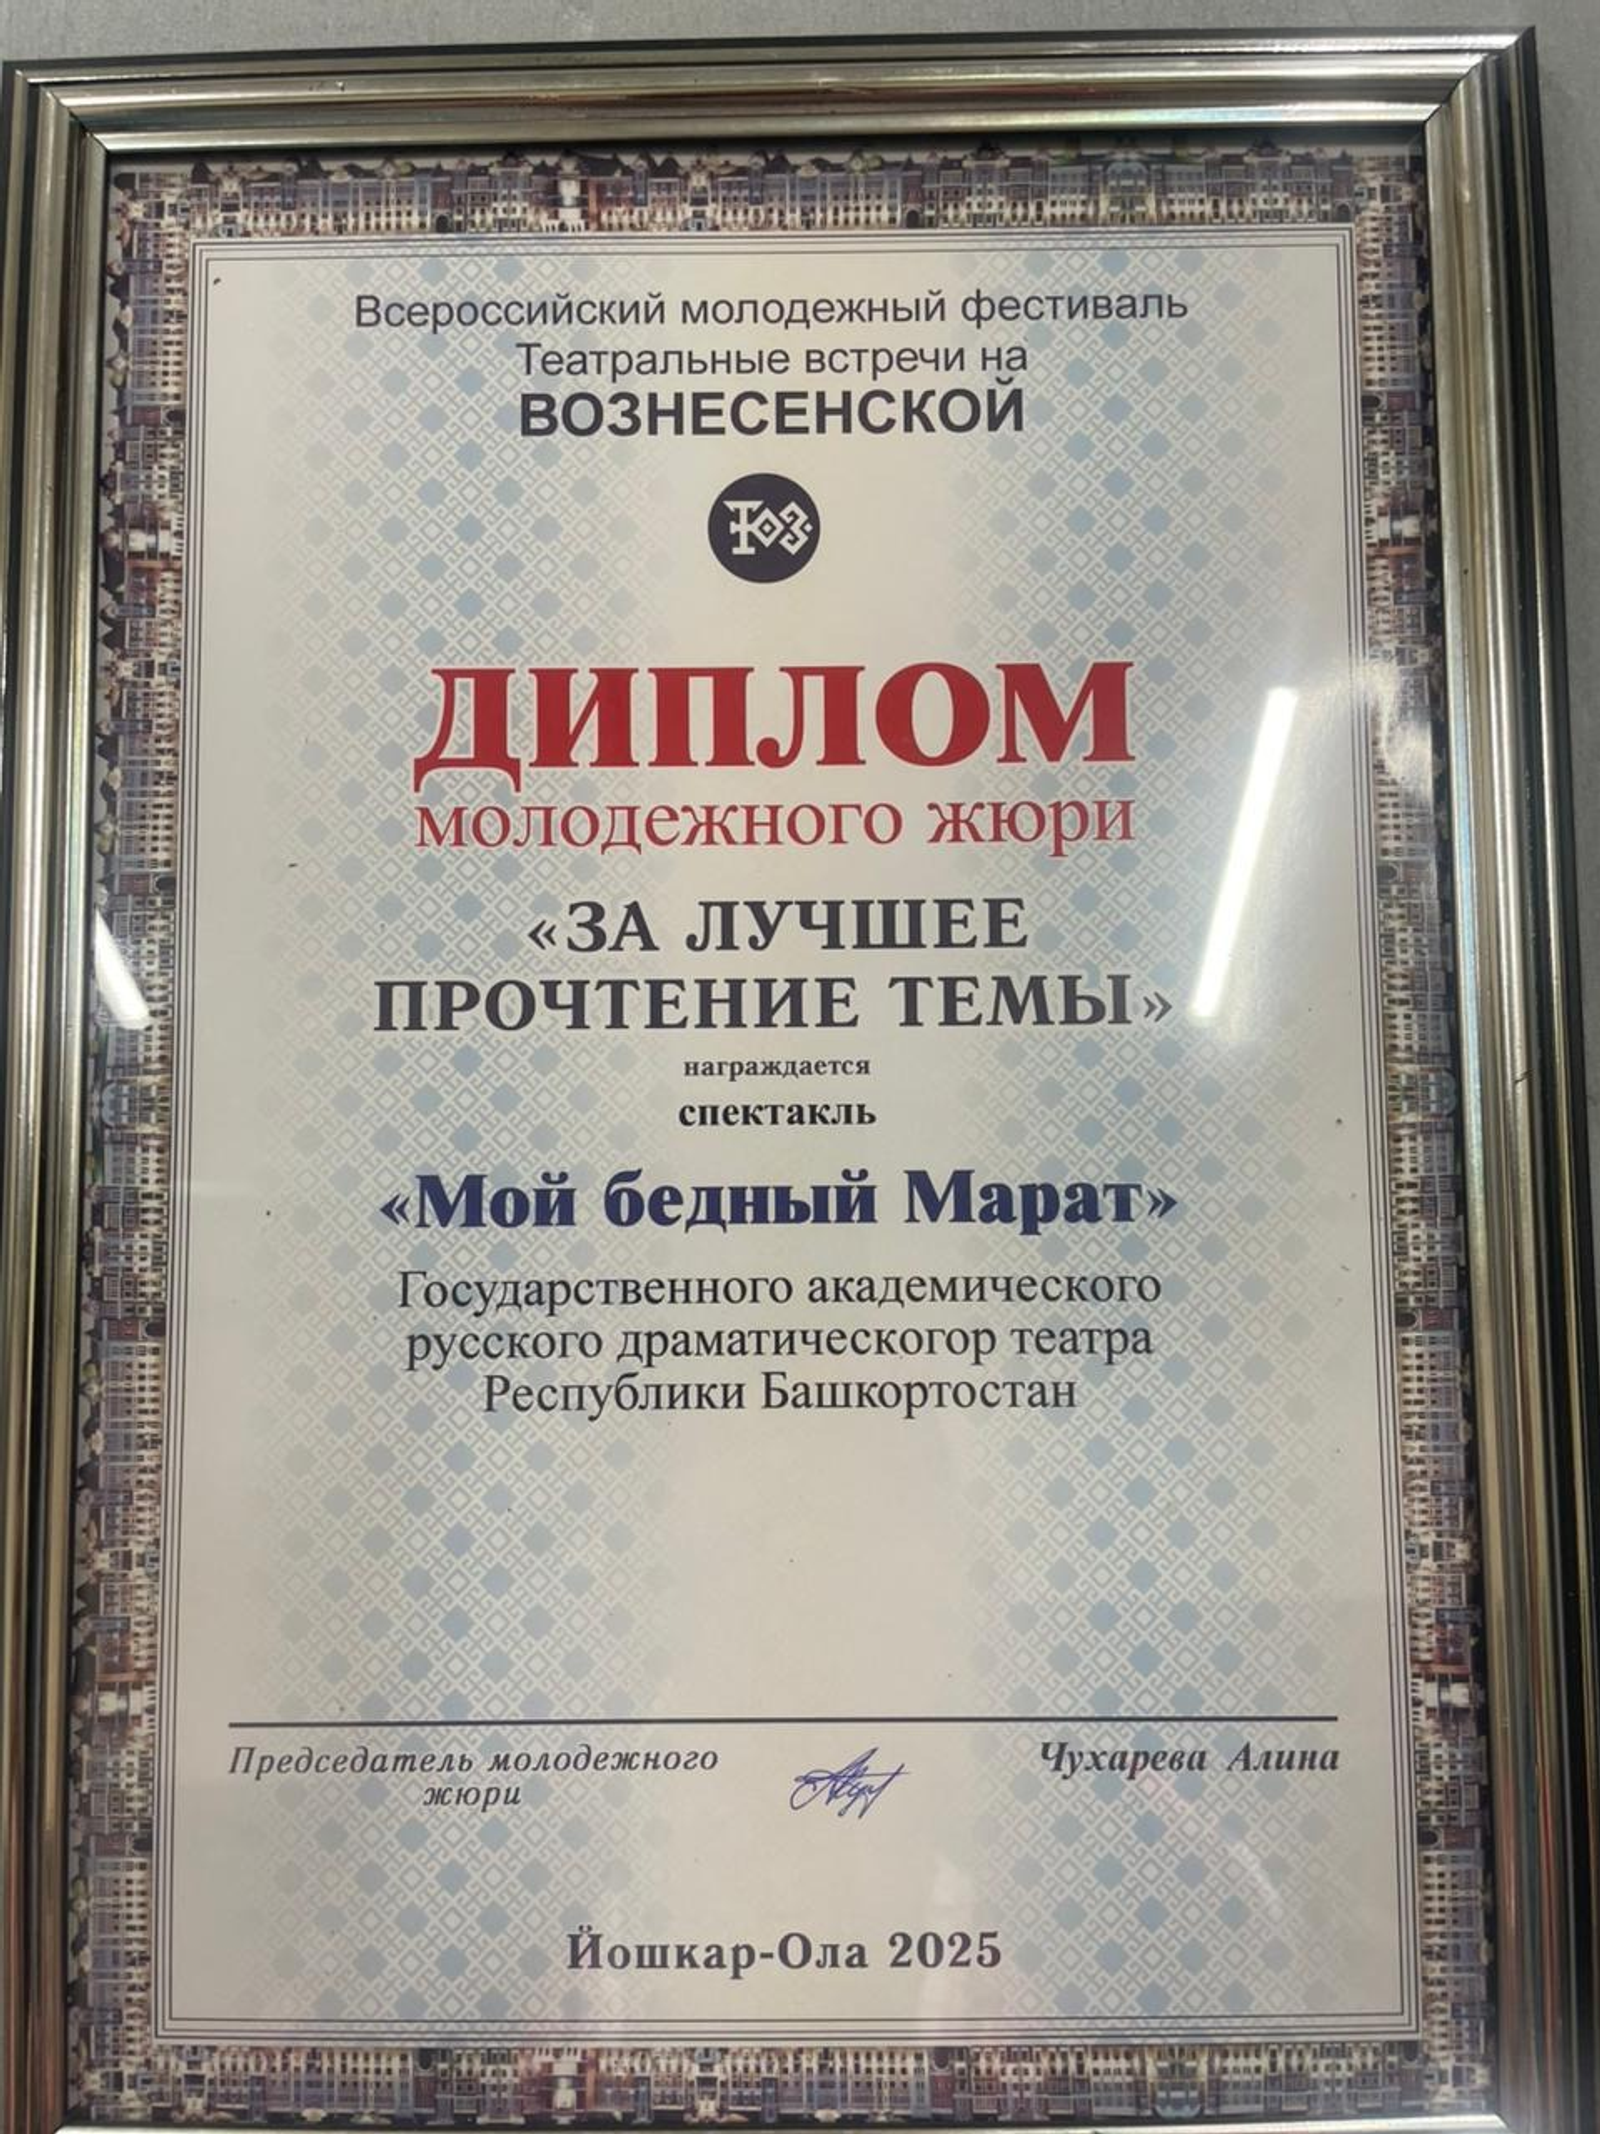 Всероссийский молодежный фестиваль
Театральные встречи на
ВОЗНЕСЕНСКОЙ
ДИПЛОМ
молодежного жюри
«ЗА ЛУЧШЕЕ
ПРОЧТЕНИЕ ТЕМЫ»
награждается
спектакль
«Мой бедный Марат»
Государственного академического
русского драматическогор театра
Республики Башкортостан
Председатель молодежного
жюри
Чухарева Алина
Йошкар-Ола 2025